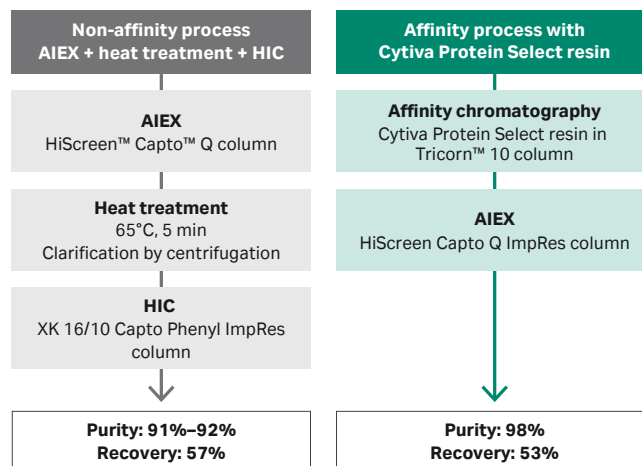 Non-affinity process
AIEX + heat treatment + HIC
AIEX
HiScreen™ Capto™ Q column
Heat treatment
65°C, 5 min
Clarification by centrifugation
HIC
XK 16/10 Capto Phenyl ImpRes
column
Purity: 91%–92%
Recovery: 57%
Affinity process with
Cytiva Protein Select resin
Affinity chromatography
Cytiva Protein Select resin in
Tricorn™ 10 column
AIEX
HiScreen Capto Q ImpRes column
Purity: 98%
Recovery: 53%